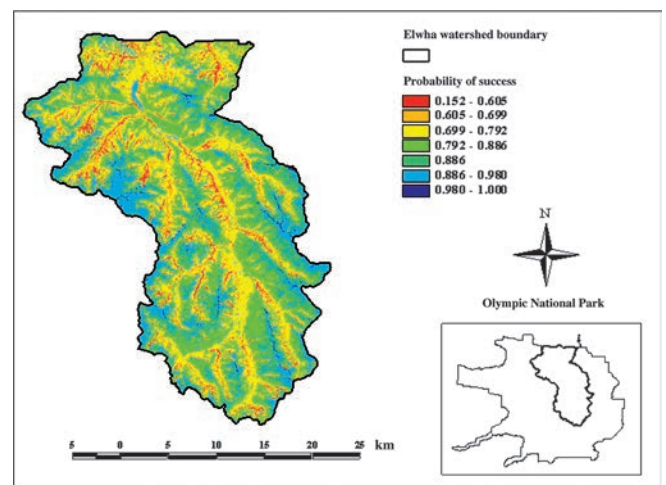 Elwha watershed boundary
Probability of success
0.152 - 0.605
0.605 - 0.699
0.699 - 0.792
0.792 - 0.886
0.886
0.886 - 0.980
0.980 - 1.000
N
Olympic National Park
5 0 5 10 15 20 25 km